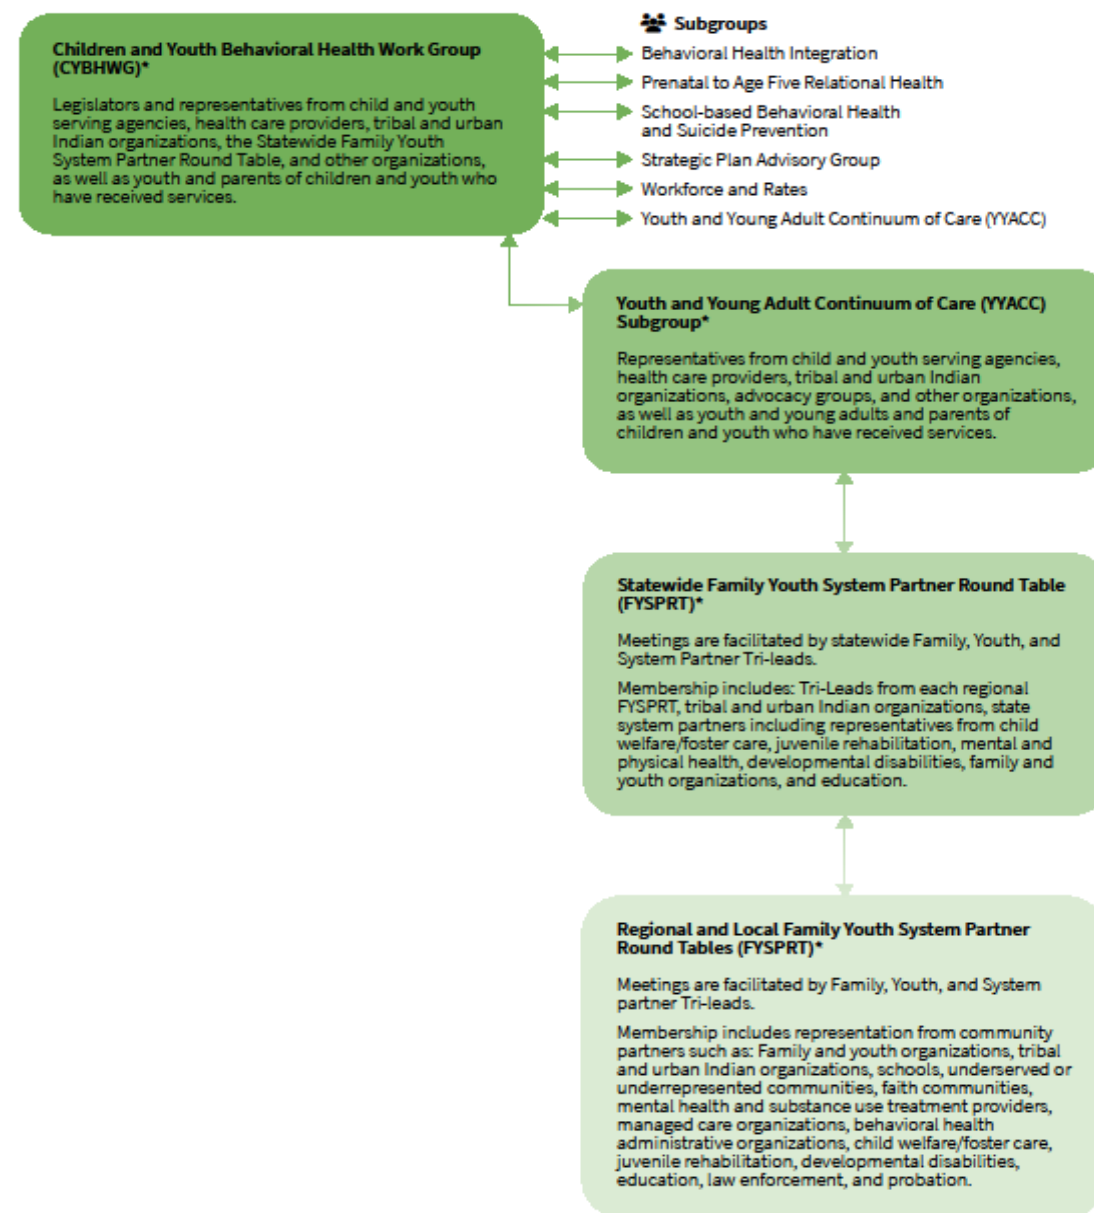 Children and Youth Behavioral Health Work Group
(CYBHWG)*
Legislators and representatives from child and youth
serving agencies, health care providers, tribal and urban
Indian organizations, the Statewide Family Youth
System Partner Round Table, and other organizations,
as well as youth and parents of children and youth who
have received services.
Subgroups
Behavioral Health Integration
Prenatal to Age Five Relational Health
School-based Behavioral Health
and Suicide Prevention
Strategic Plan Advisory Group
Workforce and Rates
Youth and Young Adult Continuum of Care (YYACC)
Youth and Young Adult Continuum of Care (YYACC)
Subgroup*
Representatives from child and youth serving agencies,
health care providers, tribal and urban Indian
organizations, advocacy groups, and other organizations,
as well as youth and young adults and parents of
children and youth who have received services.
Statewide Family Youth System Partner Round Table
(FYSPRT)*
Meetings are facilitated by statewide Family, Youth, and
System Partner Tri-leads.
Membership includes: Tri-Leads from each regional
FYSPRT, tribal and urban Indian organizations, state
system partners including representatives from child
welfare/foster care, juvenile rehabilitation, mental and
physical health, developmental disabilities, family and
youth organizations, and education.
Regional and Local Family Youth System Partner
Round Tables (FYSPRT)*
Meetings are facilitated by Family, Youth, and System
partner Tri-leads.
Membership includes representation from community
partners such as: Family and youth organizations, tribal
and urban Indian organizations, schools, underserved or
underrepresented communities, faith communities,
mental health and substance use treatment providers,
managed care organizations, behavioral health
administrative organizations, child welfare/foster care,
juvenile rehabilitation, developmental disabilities,
education, law enforcement, and probation.